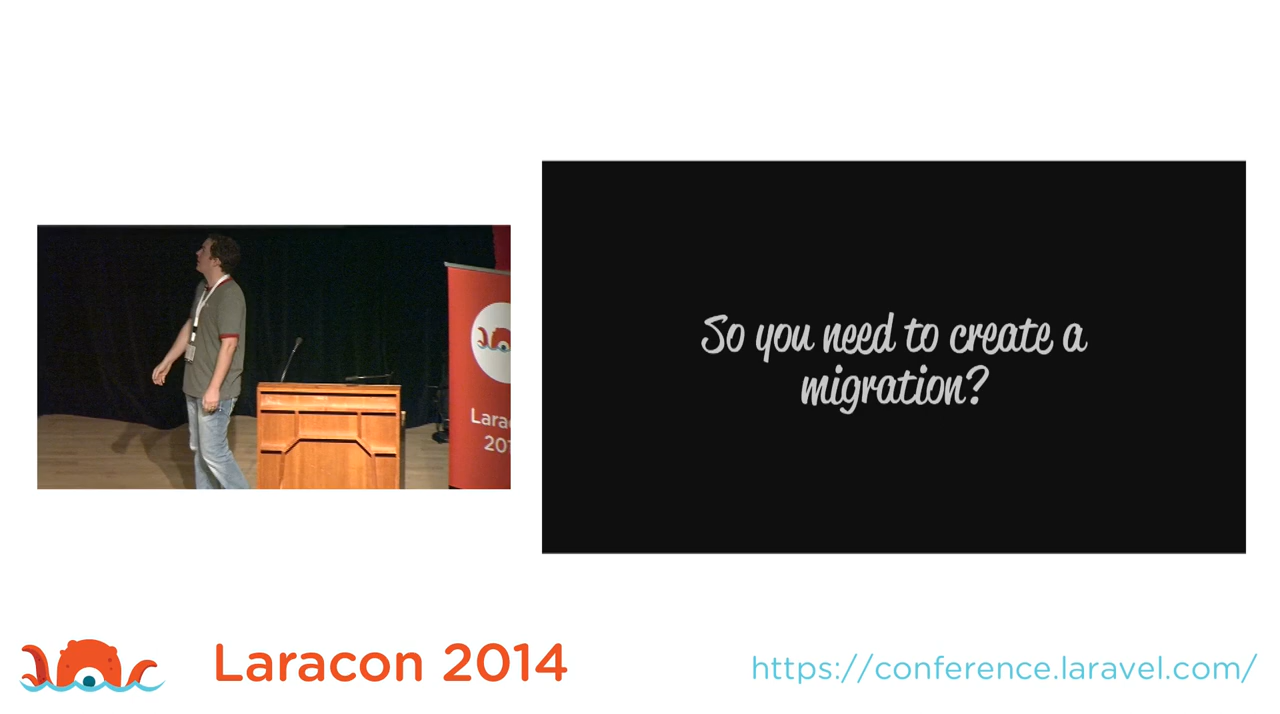 So you need to create a
migration?
Laracon 2014
https://conference.laravel.com/